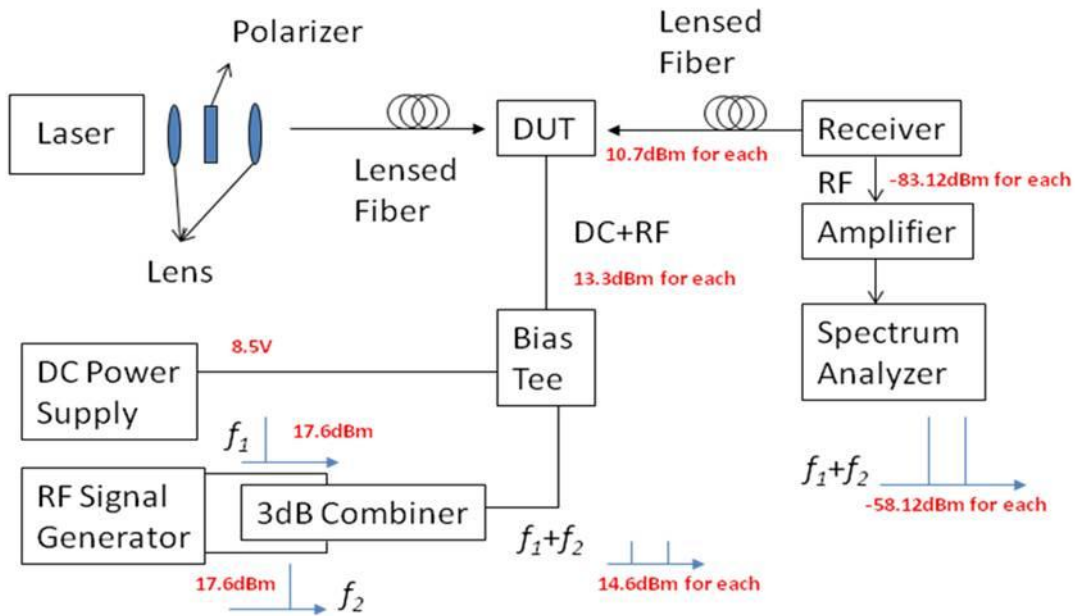 Polarizer
Laser
Lens
Lensed
Fiber
DUT
Lensed
Fiber
10.7dBm for each
Receiver
RF
-83.12dBm for each
Amplifier
Spectrum
Analyzer
f1+f2
-58.12dBm for each
DC+RF
13.3dBm for each
Bias
Tee
8.5V
DC Power
Supply
f1
17.6dBm
RF Signal
Generator
3dB Combiner
17.6dBm
f2
f1+f2
14.6dBm for each